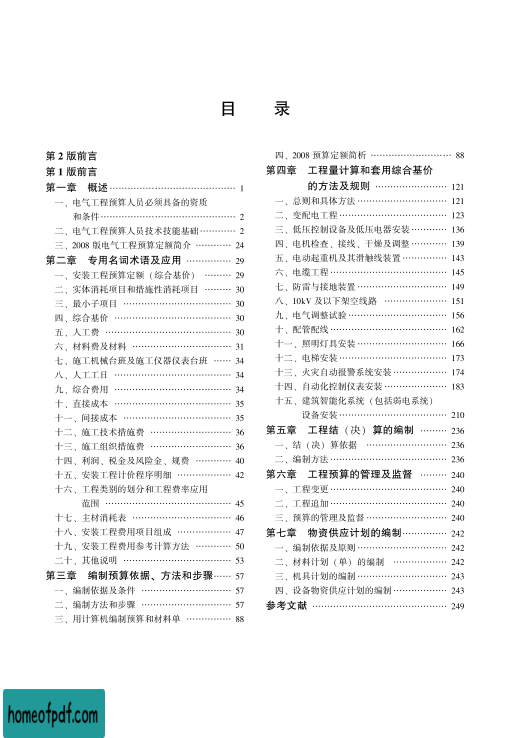 目 录
第 2 版前言
第 1 版前言
第一章 概述 …… 1
一、电气工程预算人员必须具备的资质
和条件 …… 2
二、电气工程预算人员技术技能基础 …… 2
三、2008 版电气工程预算定额简介 …… 24
第二章 专用名词术语及应用 …… 29
一、安装工程预算定额（综合基价） …… 29
二、实体消耗项目和措施性消耗项目 …… 30
三、最小子项目 …… 30
四、综合基价 …… 30
五、人工费 …… 30
六、材料费及材料 …… 31
七、施工机械台班及施工仪器仪表台班 …… 34
八、人工工日 …… 34
九、综合费用 …… 34
十、直接成本 …… 35
十一、间接成本 …… 35
十二、施工技术措施费 …… 36
十三、施工组织措施费 …… 36
十四、利润、税金及风险金、规费 …… 40
十五、安装工程计价程序明细 …… 42
十六、工程类别的划分和工程费率应用
范围 …… 45
十七、主材消耗表 …… 46
十八、安装工程费用项目组成 …… 47
十九、安装工程费用参考计算方法 …… 50
二十、其他说明 …… 53
第三章 编制预算依据、方法和步骤 …… 57
一、编制依据及条件 …… 57
二、编制方法和步骤 …… 57
三、用计算机编制预算和材料单 …… 88
四、2008 预算定额简析 …… 88
第四章 工程量计算和套用综合基价
的方法及规则 …… 121
一、总则和具体方法 …… 121
二、变配电工程 …… 123
三、低压控制设备及低压电器安装 …… 136
四、电机检查、接线、干燥及调整 …… 139
五、电动起重机及其滑触线装置 …… 143
六、电缆工程 …… 145
七、防雷与接地装置 …… 149
八、10kV 及以下架空线路 …… 151
九、电气调整试验 …… 156
十、配管配线 …… 162
十一、照明灯具安装 …… 166
十二、电梯安装 …… 173
十三、火灾自动报警系统安装 …… 174
十四、自动化控制仪表安装 …… 183
十五、建筑智能化系统（包括弱电系统）
设备安装 …… 210
第五章 工程结（决）算的编制 …… 236
一、结（决）算依据 …… 236
二、编制方法 …… 236
第六章 工程预算的管理及监督 …… 240
一、工程变更 …… 240
二、工程追加 …… 240
三、预算的管理及监督 …… 240
第七章 物资供应计划的编制 …… 242
一、编制依据及原则 …… 242
二、材料计划（单）的编制 …… 242
三、机具计划的编制 …… 243
四、设备物资供应计划的编制 …… 243
参考文献 …… 249
homeofpdf.com